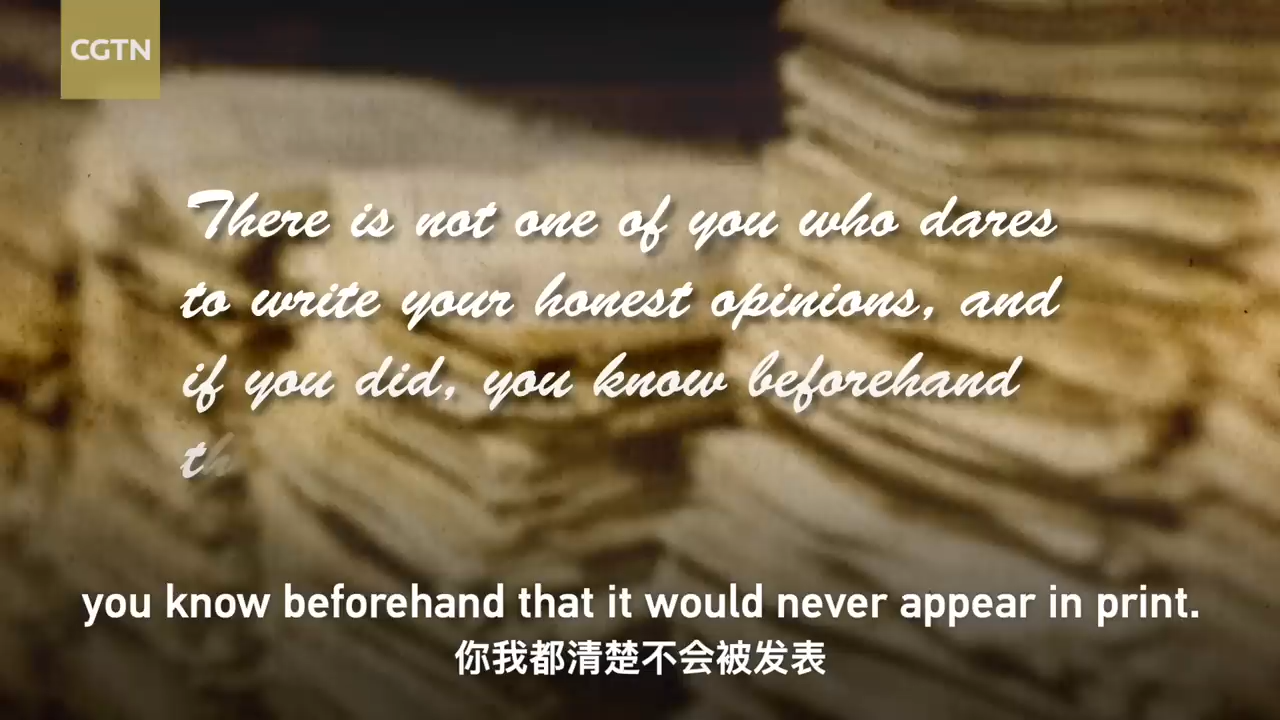 CGTN
There is not one of you who dares
to write your honest opinions, and
if you did, you know beforehand
th
you know beforehand that it would never appear in print.
你我都清楚不会被发表